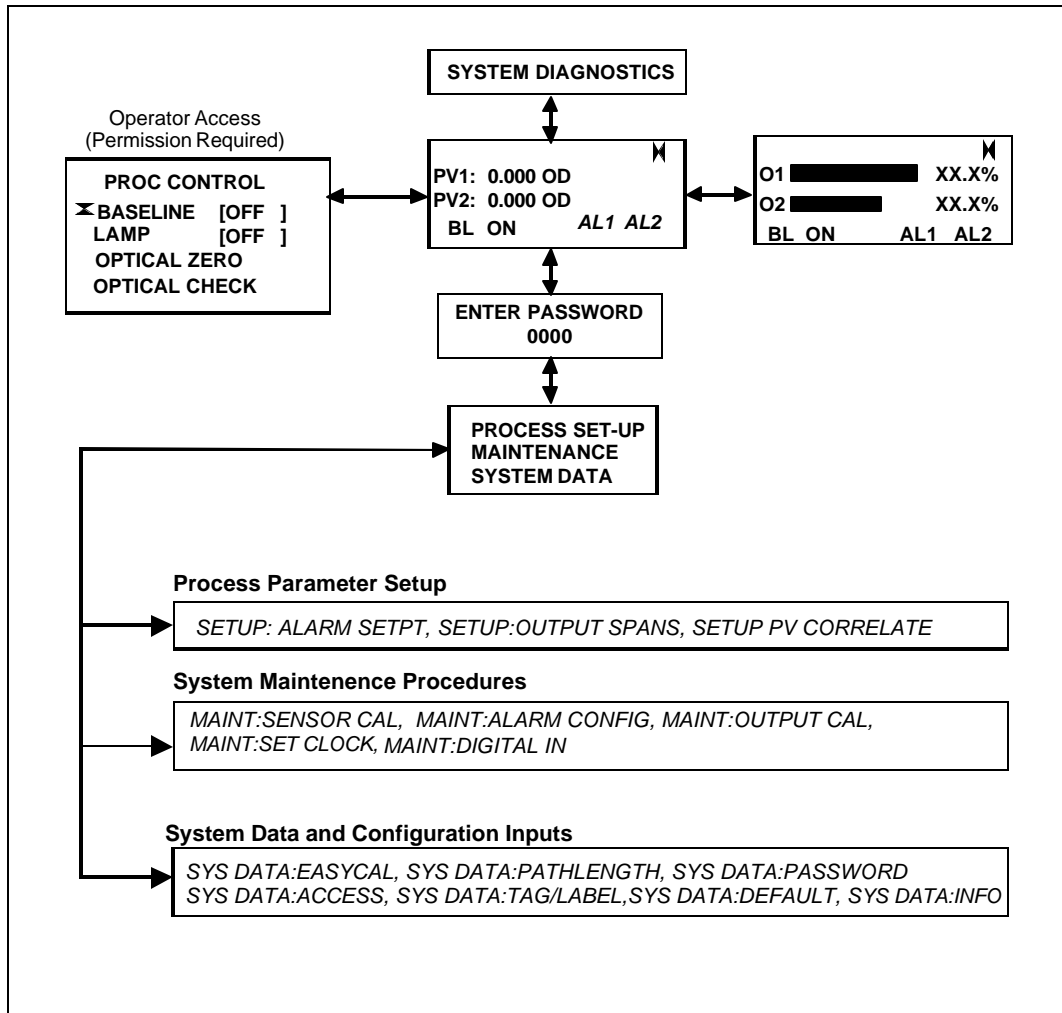 SYSTEM DIAGNOSTICS
Operator Access
(Permission Required)
PROC CONTROL
BASELINE [OFF ]
LAMP [OFF ]
OPTICAL ZERO
OPTICAL CHECK
PV1: 0.000 OD
PV2: 0.000 OD
BL ON AL1 AL2
O1 XX.X%
O2 XX.X%
BL ON AL1 AL2
ENTER PASSWORD
0000
PROCESS SET-UP
MAINTENANCE
SYSTEM DATA
Process Parameter Setup
SETUP: ALARM SETPT, SETUP:OUTPUT SPANS, SETUP PV CORRELATE
System Maintenence Procedures
MAINT:SENSOR CAL, MAINT:ALARM CONFIG, MAINT:OUTPUT CAL,
MAINT:SET CLOCK, MAINT:DIGITAL IN
System Data and Configuration Inputs
SYS DATA:EASYCAL, SYS DATA:PATHLENGTH, SYS DATA:PASSWORD
SYS DATA:ACCESS, SYS DATA:TAG/LABEL,SYS DATA:DEFAULT, SYS DATA:INFO